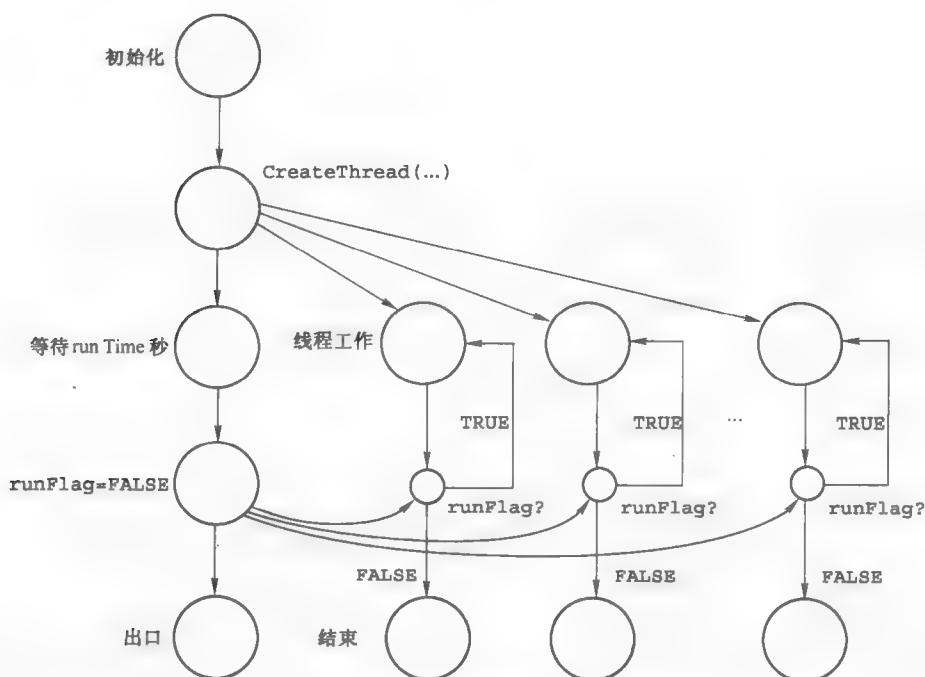 初始化
CreateThread(…)
等待 run Time 秒
线程工作
TRUE
TRUE
…
TRUE
runFlag=FALSE
runFlag?
runFlag?
runFlag?
FALSE
FALSE
FALSE
出口
结束